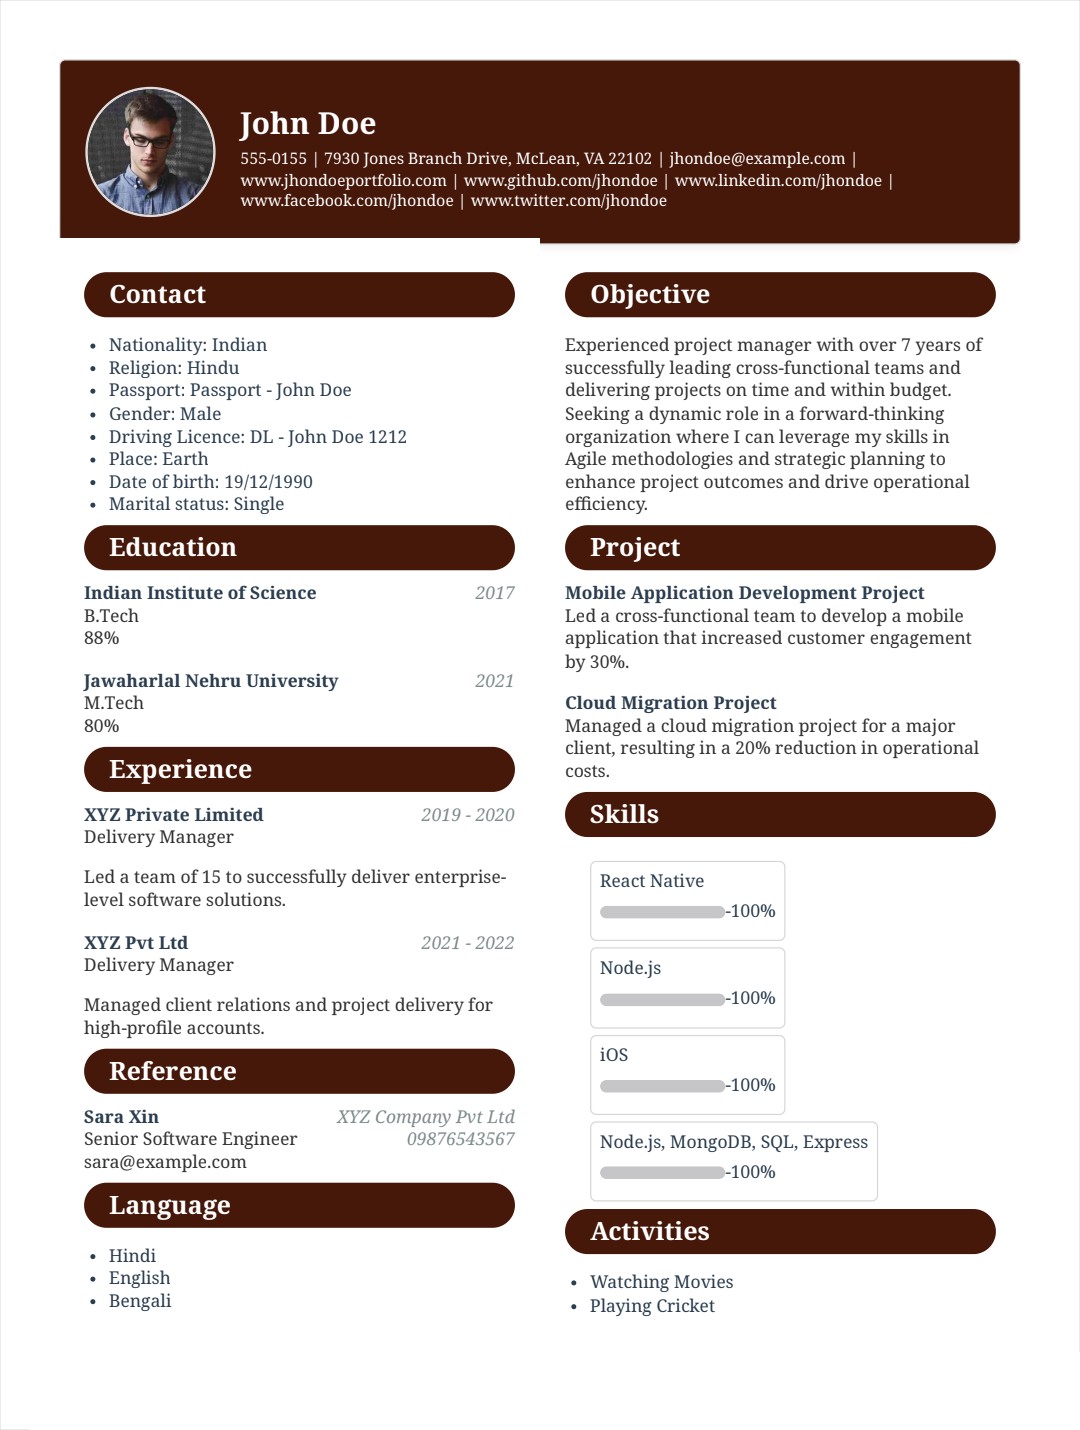 John Doe
555-0155 | 7930 Jones Branch Drive, McLean, VA 22102 | jhondoe@example.com |
www.jhondoeportfolio.com | www.github.com/jhondoe | www.linkedin.com/jhondoe |
www.facebook.com/jhondoe | www.twitter.com/jhondoe
Contact
• Nationality: Indian
• Religion: Hindu
• Passport: Passport - John Doe
• Gender: Male
• Driving Licence: DL - John Doe 1212
• Place: Earth
• Date of birth: 19/12/1990
• Marital status: Single
Education
Indian Institute of Science 2017
B.Tech
88%
Jawaharlal Nehru University 2021
M.Tech
80%
Experience
XYZ Private Limited 2019 - 2020
Delivery Manager
Led a team of 15 to successfully deliver enterprise-
level software solutions.
XYZ Pvt Ltd 2021 - 2022
Delivery Manager
Managed client relations and project delivery for
high-profile accounts.
Reference
Sara Xin XYZ Company Pvt Ltd
Senior Software Engineer 09876543567
sara@example.com
Language
• Hindi
• English
• Bengali
Objective
Experienced project manager with over 7 years of
successfully leading cross-functional teams and
delivering projects on time and within budget.
Seeking a dynamic role in a forward-thinking
organization where I can leverage my skills in
Agile methodologies and strategic planning to
enhance project outcomes and drive operational
efficiency.
Project
Mobile Application Development Project
Led a cross-functional team to develop a mobile
application that increased customer engagement
by 30%.
Cloud Migration Project
Managed a cloud migration project for a major
client, resulting in a 20% reduction in operational
costs.
Skills
React Native
-100%
Node.js
-100%
iOS
-100%
Node.js, MongoDB, SQL, Express
-100%
Activities
• Watching Movies
• Playing Cricket